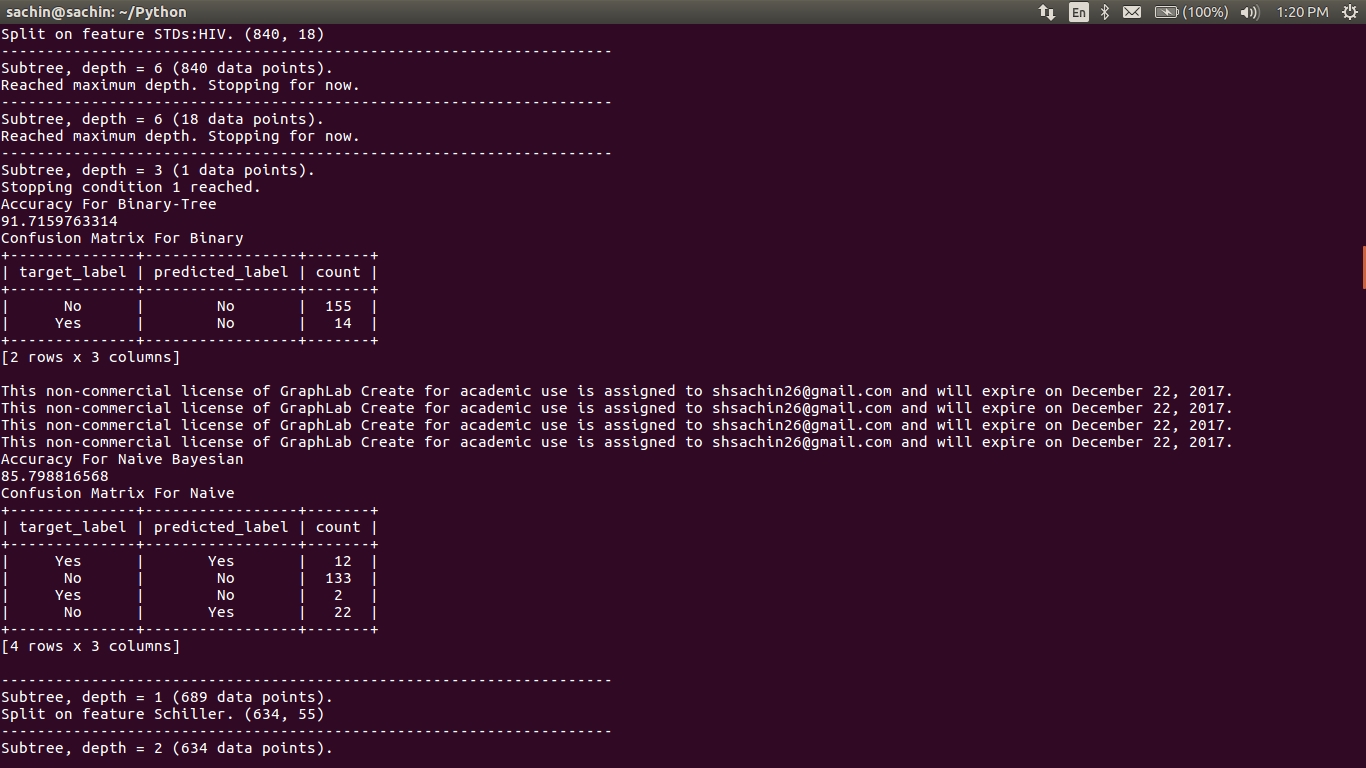 sachin@sachin: ~/Python En (100%) 1:20 PM
Split on feature STDs:HIV. (840, 18)
--------------------------------------------------------------------
Subtree, depth = 6 (840 data points).
Reached maximum depth. Stopping for now.
--------------------------------------------------------------------
Subtree, depth = 6 (18 data points).
Reached maximum depth. Stopping for now.
--------------------------------------------------------------------
Subtree, depth = 3 (1 data points).
Stopping condition 1 reached.
Accuracy For Binary-Tree
91.7159763314
Confusion Matrix For Binary
+--------------+-----------------+-------+
| target_label | predicted_label | count |
+--------------+-----------------+-------+
|      No      |        No       |  155  |
|     Yes      |        No       |   14  |
+--------------+-----------------+-------+
[2 rows x 3 columns]

This non-commercial license of GraphLab Create for academic use is assigned to shsachin26@gmail.com and will expire on December 22, 2017.
This non-commercial license of GraphLab Create for academic use is assigned to shsachin26@gmail.com and will expire on December 22, 2017.
This non-commercial license of GraphLab Create for academic use is assigned to shsachin26@gmail.com and will expire on December 22, 2017.
This non-commercial license of GraphLab Create for academic use is assigned to shsachin26@gmail.com and will expire on December 22, 2017.
Accuracy For Naive Bayesian
85.798816568
Confusion Matrix For Naive
+--------------+-----------------+-------+
| target_label | predicted_label | count |
+--------------+-----------------+-------+
|     Yes      |       Yes       |   12  |
|      No      |        No       |  133  |
|     Yes      |        No       |   2   |
|      No      |       Yes       |   22  |
+--------------+-----------------+-------+
[4 rows x 3 columns]

--------------------------------------------------------------------
Subtree, depth = 1 (689 data points).
Split on feature Schiller. (634, 55)
--------------------------------------------------------------------
Subtree, depth = 2 (634 data points).